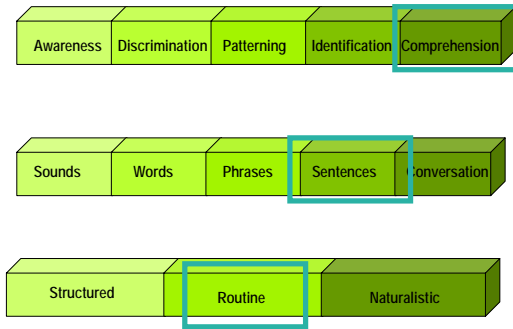 Awareness Discrimination Patterning Identification Comprehension
Sounds Words Phrases Sentences Conversation
Structured Routine Naturalistic